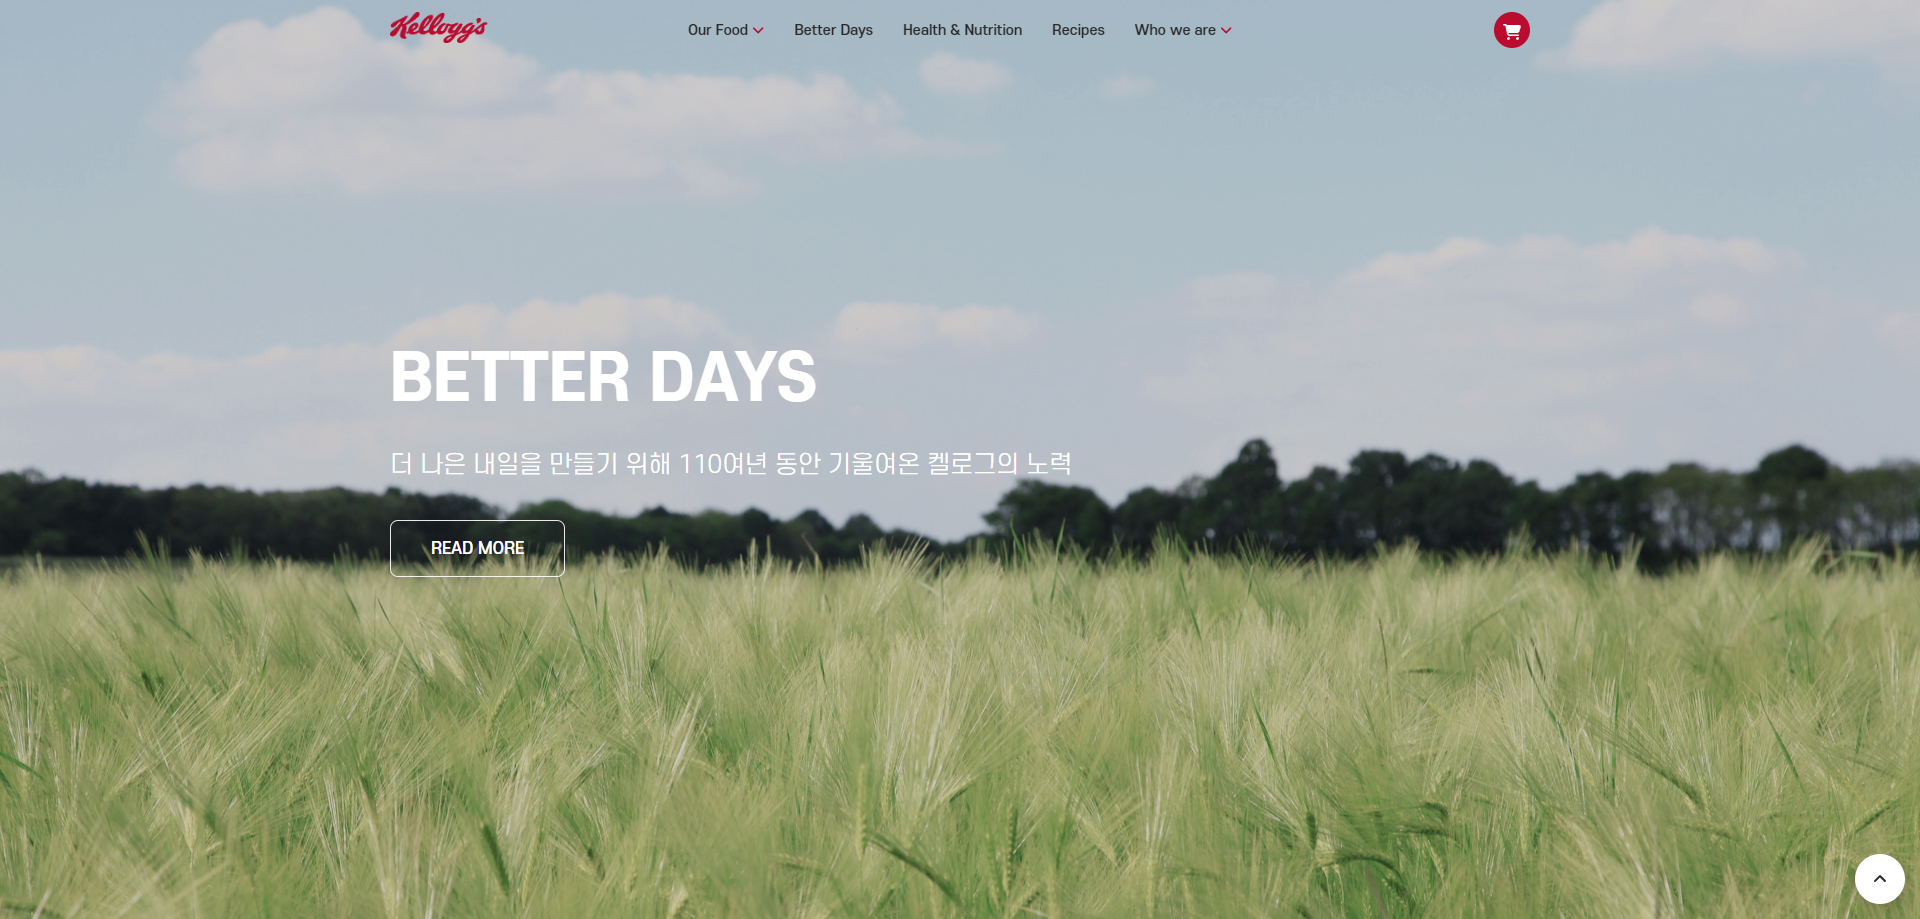 Kellogg's
Our Food
Better Days
Health & Nutrition
Recipes
Who we are
BETTER DAYS
더 나은 내일을 만들기 위해 110여년 동안 기울여온 켈로그의 노력
READ MORE